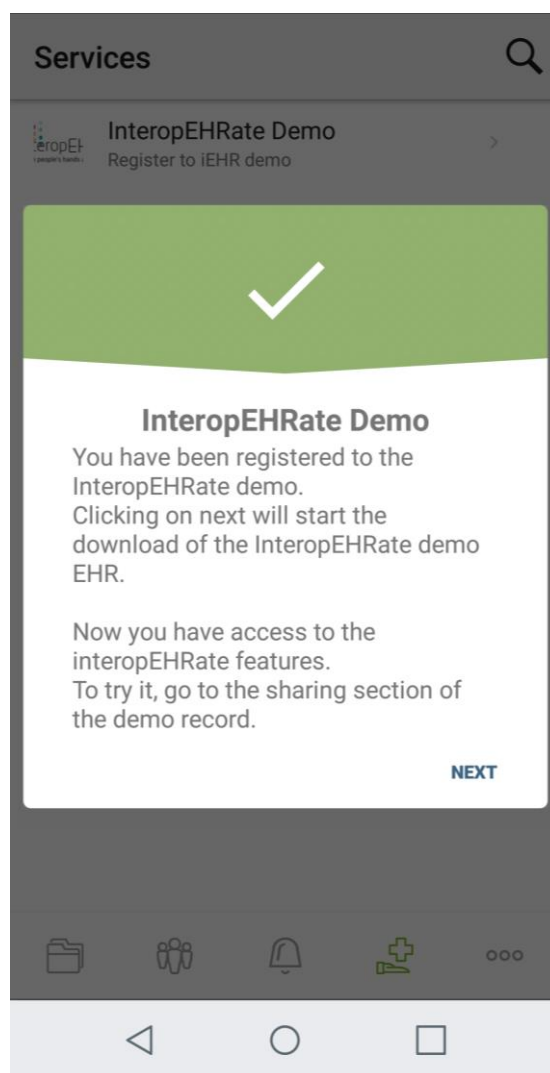 Services
InteropEHRate Demo
Register to iEHR demo
InteropEHRate Demo
You have been registered to the
InteropEHRate demo.
Clicking on next will start the
download of the InteropEHRate demo
EHR.
Now you have access to the
interopEHRate features.
To try it, go to the sharing section of
the demo record.
NEXT